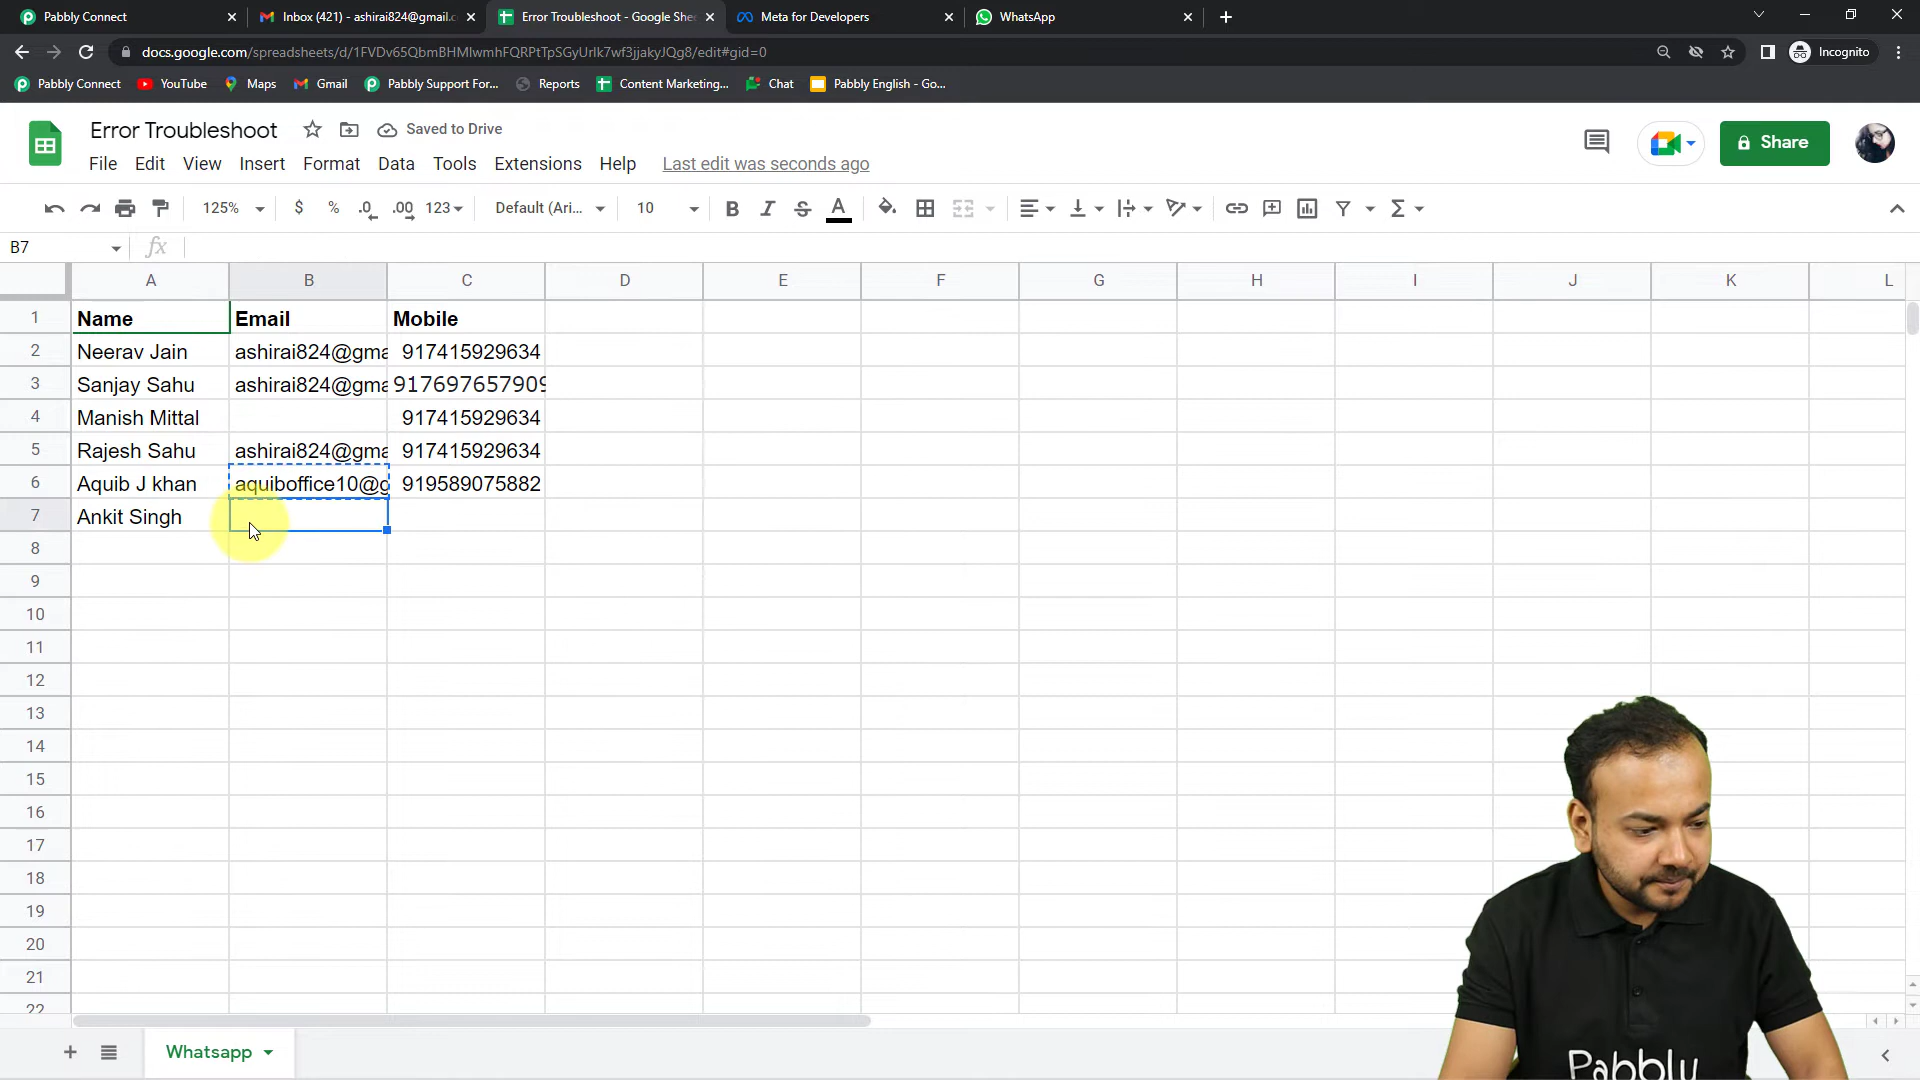 Pabbly Connect
Inbox (421) - ashirai824@gmail.c
Error Troubleshoot - Google She
Meta for Developers
WhatsApp
docs.google.com/spreadsheets/d/1FVDv65QbmBHMlwmhFQRPtTpSGyUrlk7wf3jjakyJQg8/edit#gid=0
Incognito
Pabbly Connect
YouTube
Maps
Gmail
Pabbly Support For...
Reports
Content Marketing...
Chat
Pabbly English - Go...
Error Troubleshoot
Saved to Drive
Share
File Edit View Insert Format Data Tools Extensions Help Last edit was seconds ago
125% $ % .0 .00 123 Default (Ari... 10 B I S A Σ
B7 fx
A B C D E F G H I J K L
1 Name Email Mobile
2 Neerav Jain ashirai824@gma 917415929634
3 Sanjay Sahu ashirai824@gma 917697657909
4 Manish Mittal 917415929634
5 Rajesh Sahu ashirai824@gma 917415929634
6 Aquib J khan aquiboffice10@g 919589075882
7 Ankit Singh
8
9
10
11
12
13
14
15
16
17
18
19
20
21
22
Whatsapp
Pabbly